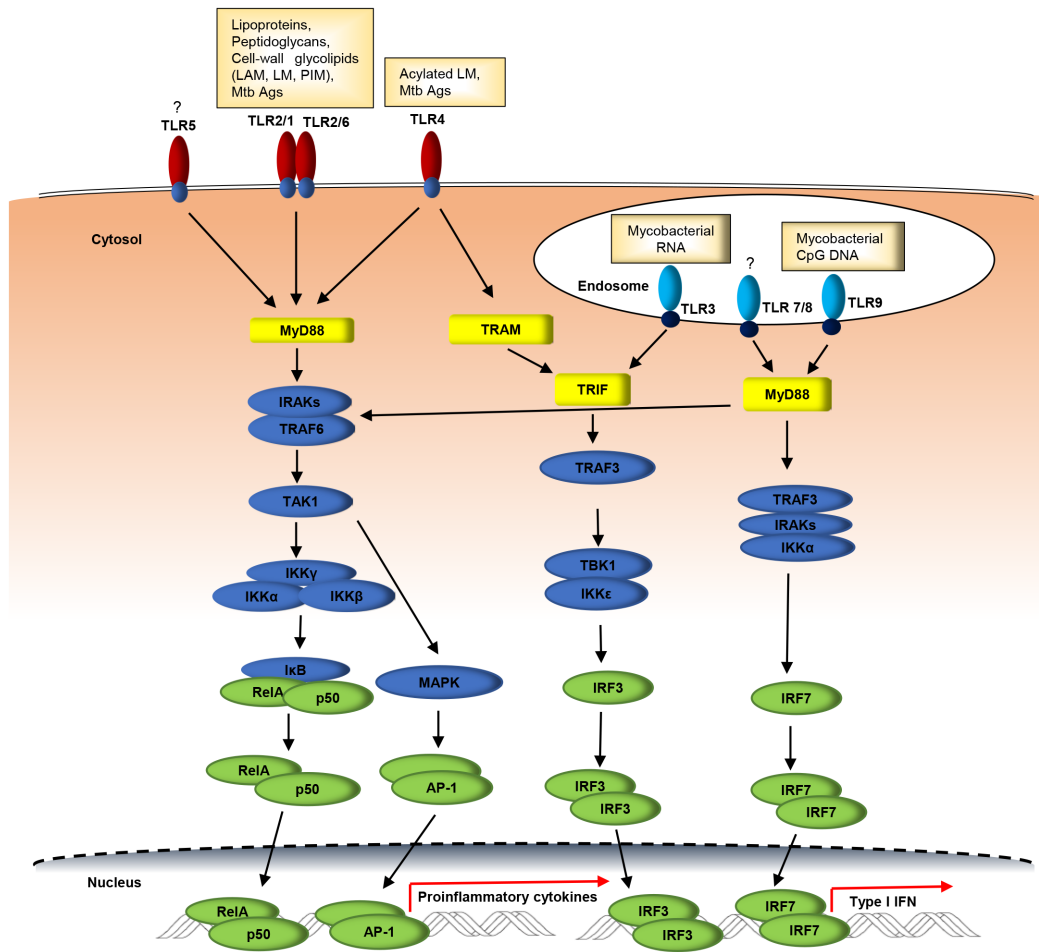 Lipoproteins,
Peptidoglycans,
Cell-wall glycolipids
(LAM, LM, PIM),
Mtb Ags
Acylated LM,
Mtb Ags
?
TLR5
TLR2/1
TLR2/6
TLR4
Cytosol
Mycobacterial
RNA
Mycobacterial
CpG DNA
?
Endosome
TLR3
TLR 7/8
TLR9
MyD88
TRAM
TRIF
MyD88
IRAKs
TRAF6
TRAF3
TAK1
TRAF3
IRAKs
IKKα
IKKγ
IKKα
IKKβ
TBK1
IKKε
IκB
RelA
p50
MAPK
IRF3
IRF7
RelA
p50
AP-1
IRF3
IRF3
IRF7
IRF7
Nucleus
Proinflammatory cytokines
Type I IFN
RelA
p50
AP-1
IRF3
IRF3
IRF7
IRF7